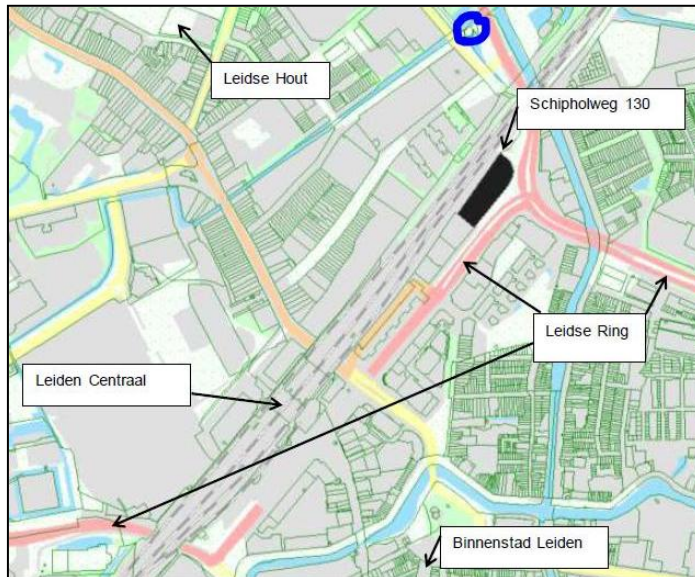 Leidse Hout
Schipholweg 130
Leidse Ring
Leiden Centraal
Binnenstad Leiden